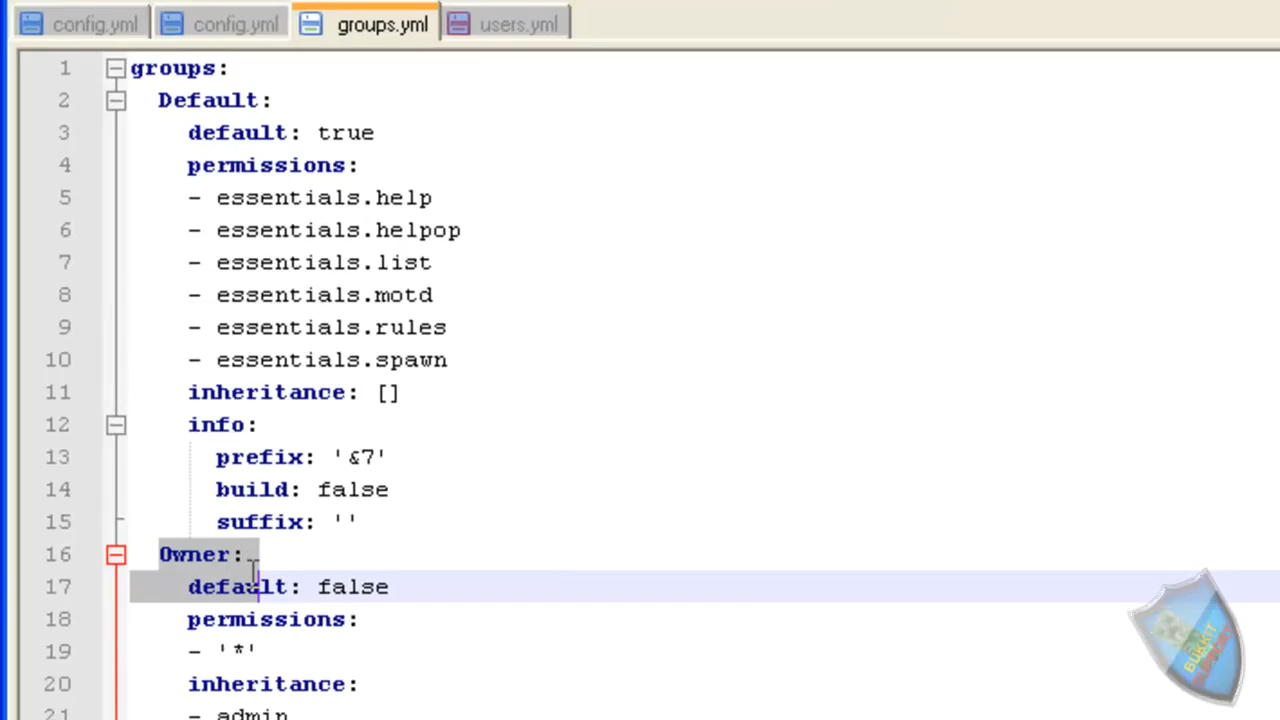 config.yml config.yml groups.yml users.yml
1 groups:
2 Default:
3 default: true
4 permissions:
5 - essentials.help
6 - essentials.helpop
7 - essentials.list
8 - essentials.motd
9 - essentials.rules
10 - essentials.spawn
11 inheritance: []
12 info:
13 prefix: '&7'
14 build: false
15 suffix: ''
16 Owner:
17 default: false
18 permissions:
19 - '*'
20 inheritance:
21 - admin
BUKKIT